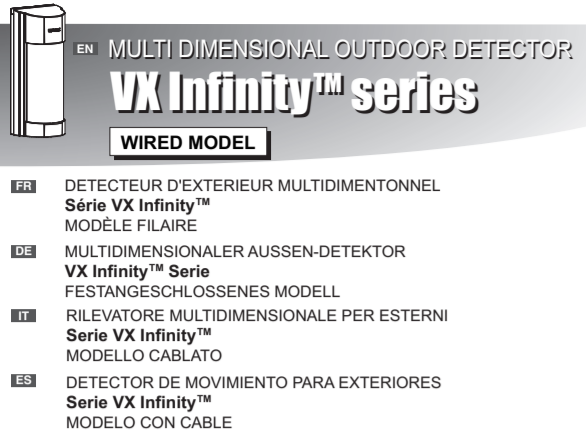 EN MULTI DIMENSIONAL OUTDOOR DETECTOR
VX Infinity™ series
WIRED MODEL
FR DETECTEUR D'EXTERIEUR MULTIDIMENTONNEL
Série VX Infinity™
MODÈLE FILAIRE
DE MULTIDIMENSIONALER AUSSEN-DETEKTOR
VX Infinity™ Serie
FESTANGESCHLOSSENES MODELL
IT RILEVATORE MULTIDIMENSIONALE PER ESTERNI
Serie VX Infinity™
MODELLO CABLATO
ES DETECTOR DE MOVIMIENTO PARA EXTERIORES
Serie VX Infinity™
MODELO CON CABLE